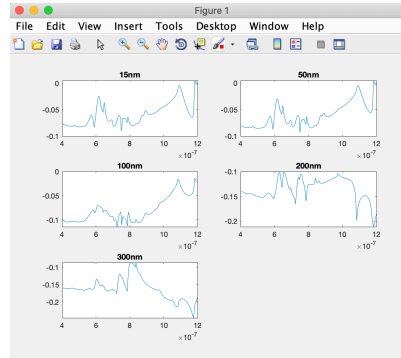 Figure 1
File Edit View Insert Tools Desktop Window Help
15nm
0
-0.05
-0.1
4 6 8 10 12
×10-7
50nm
0
-0.05
-0.1
4 6 8 10 12
×10-7
100nm
0
-0.05
-0.1
4 6 8 10 12
×10-7
200nm
-0.1
-0.15
-0.2
4 6 8 10 12
×10-7
300nm
-0.1
-0.15
-0.2
4 6 8 10 12
×10-7